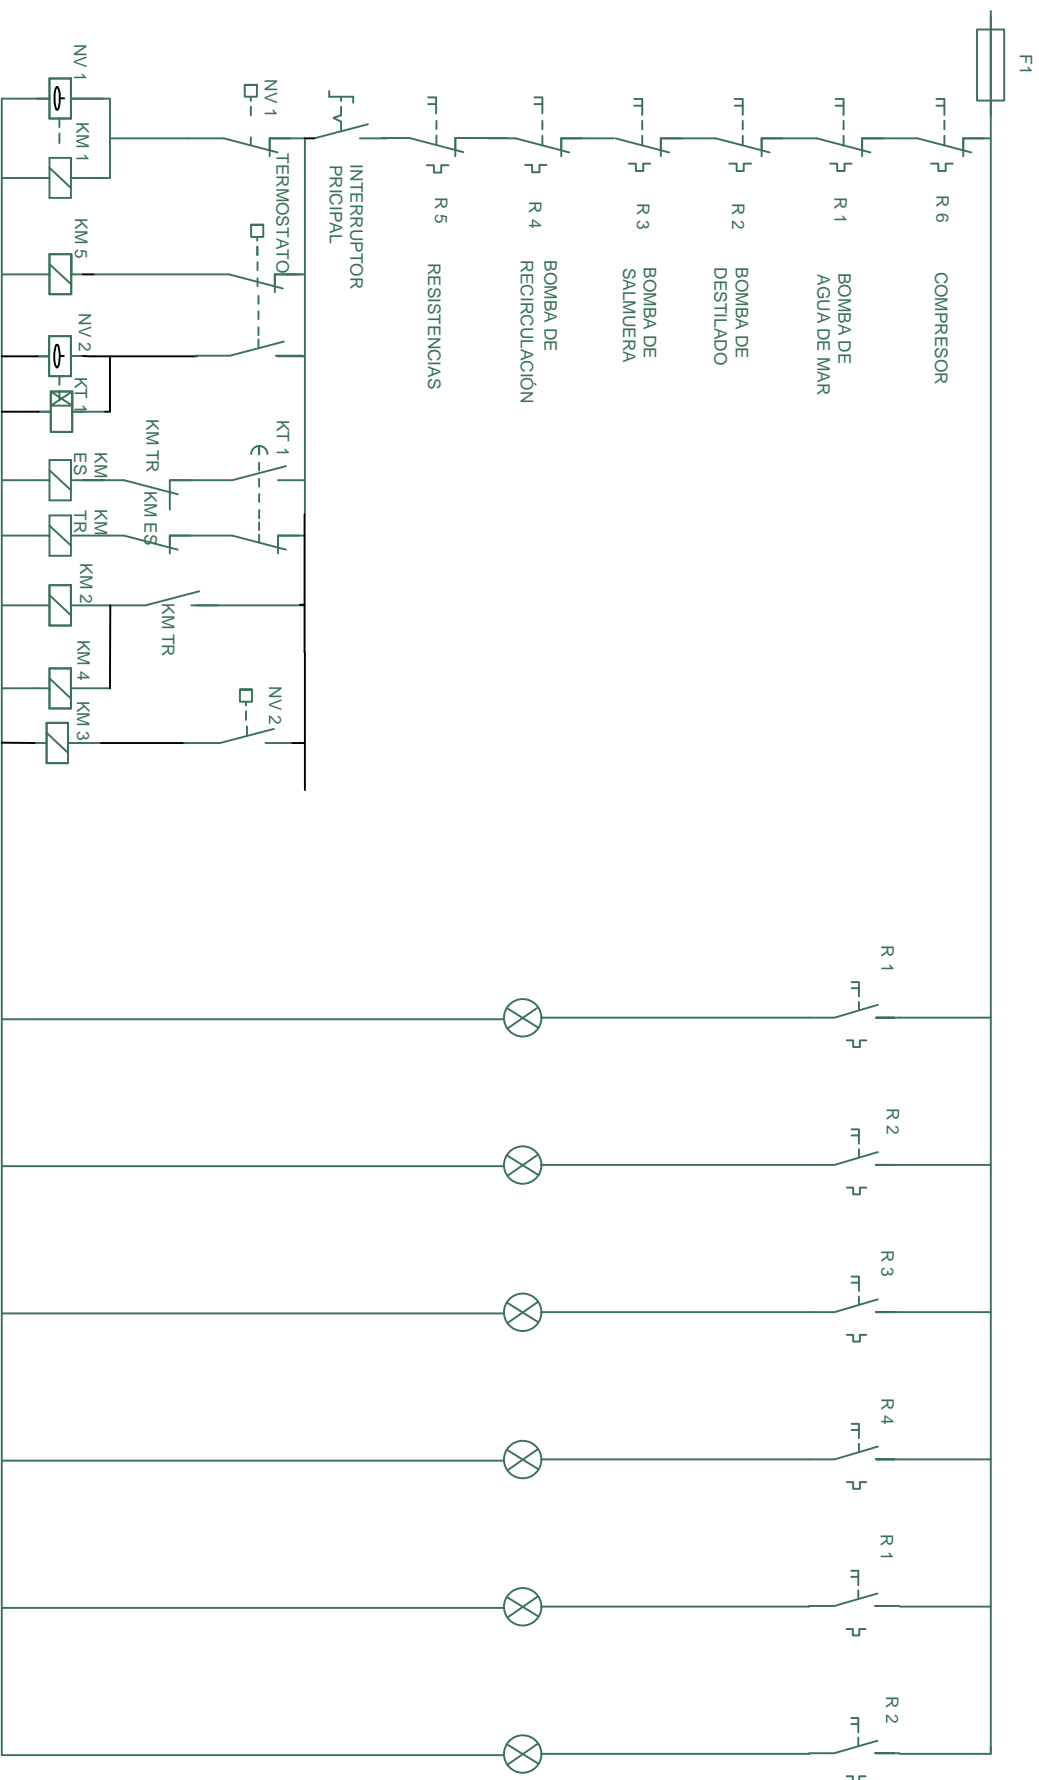 F1
R 6
COMPRESOR
R 1
BOMBA DE
AGUA DE MAR
R 2
BOMBA DE
DESTILADO
R 3
BOMBA DE
SALMUERA
R 4
BOMBA DE
RECIRCULACIÓN
R 5
RESISTENCIAS
INTERRUPTOR
PRICIPAL
NV 1
TERMOSTATO
KT 1
NV 2
KM TR
KM ES
KM TR
NV 1
KM 1
KM 5
NV 2
KT 1
KM
ES
KM
TR
KM 2
KM 4
KM 3
R 1
R 2
R 3
R 4
R 1
R 2